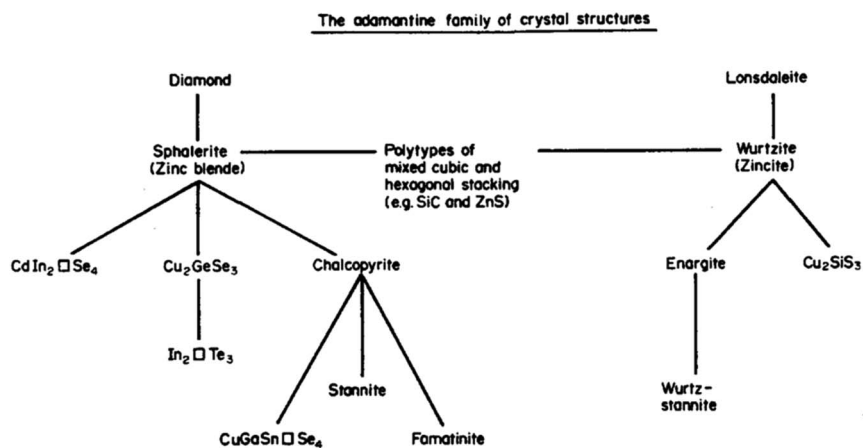 The adamantine family of crystal structures
Diamond
Lonsdaleite
Sphalerite
(Zinc blende)
Polytypes of
mixed cubic and
hexagonal stacking
(e.g. SiC and ZnS)
Wurtzite
(Zincite)
CdIn₂□Se₄
Cu₂GeSe₃
Chalcopyrite
Enargite
Cu₂SiS₃
In₂□Te₃
Stannite
Wurtz-
stannite
CuGaSn□Se₄
Famatinite